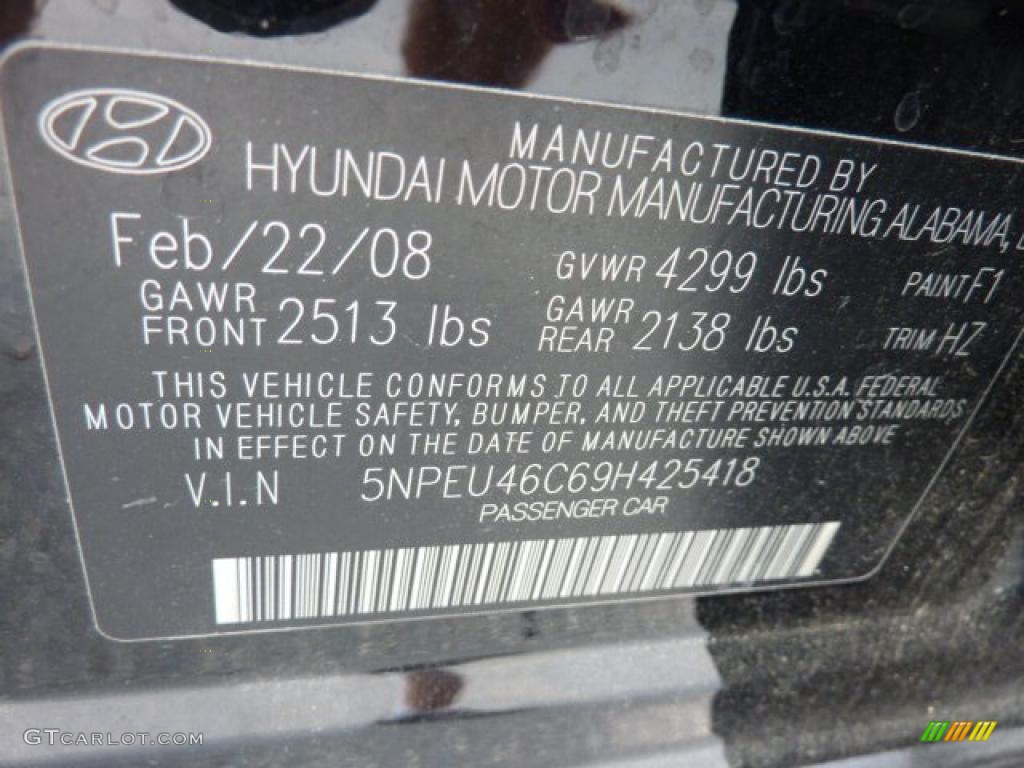 MANUFACTURED BY
HYUNDAI MOTOR MANUFACTURING ALABAMA,
Feb/22/08 GVWR 4299 lbs PAINT F1
GAWR FRONT 2513 lbs GAWR REAR 2138 lbs TRIM HZ
THIS VEHICLE CONFORMS TO ALL APPLICABLE U.S.A. FEDERAL
MOTOR VEHICLE SAFETY, BUMPER, AND THEFT PREVENTION STANDARDS
IN EFFECT ON THE DATE OF MANUFACTURE SHOWN ABOVE
V.I.N 5NPEU46C69H425418
PASSENGER CAR
GTCARLOT.COM